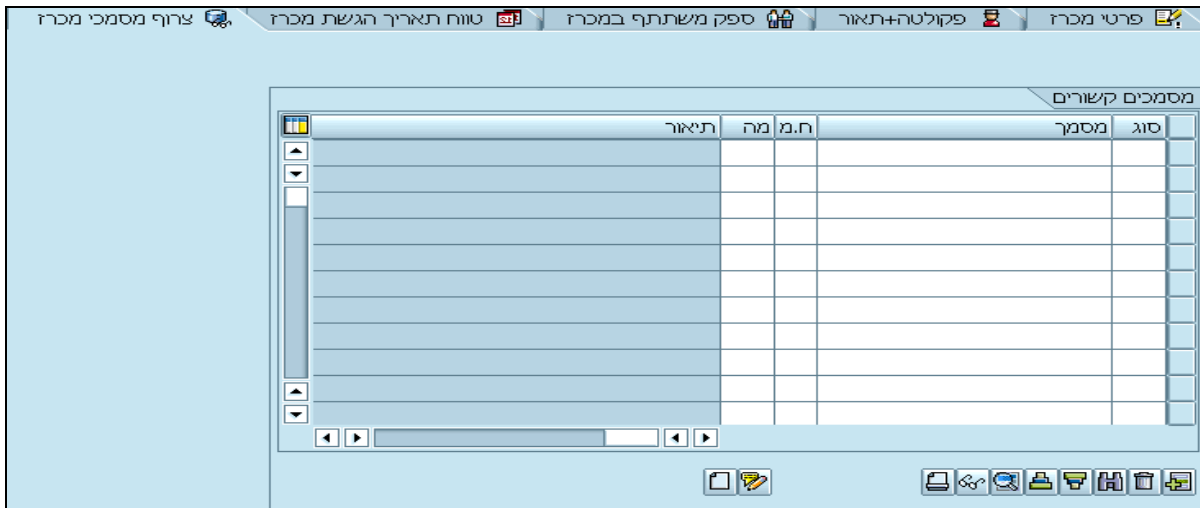 פרטי מכרז פקולטה+תאור ספק משתתף במכרז טווח תאריך הגשת מכרז צרוף מסמכי מכרז
מסמכים קשורים
סוג מסמך ח.מ מה תיאור